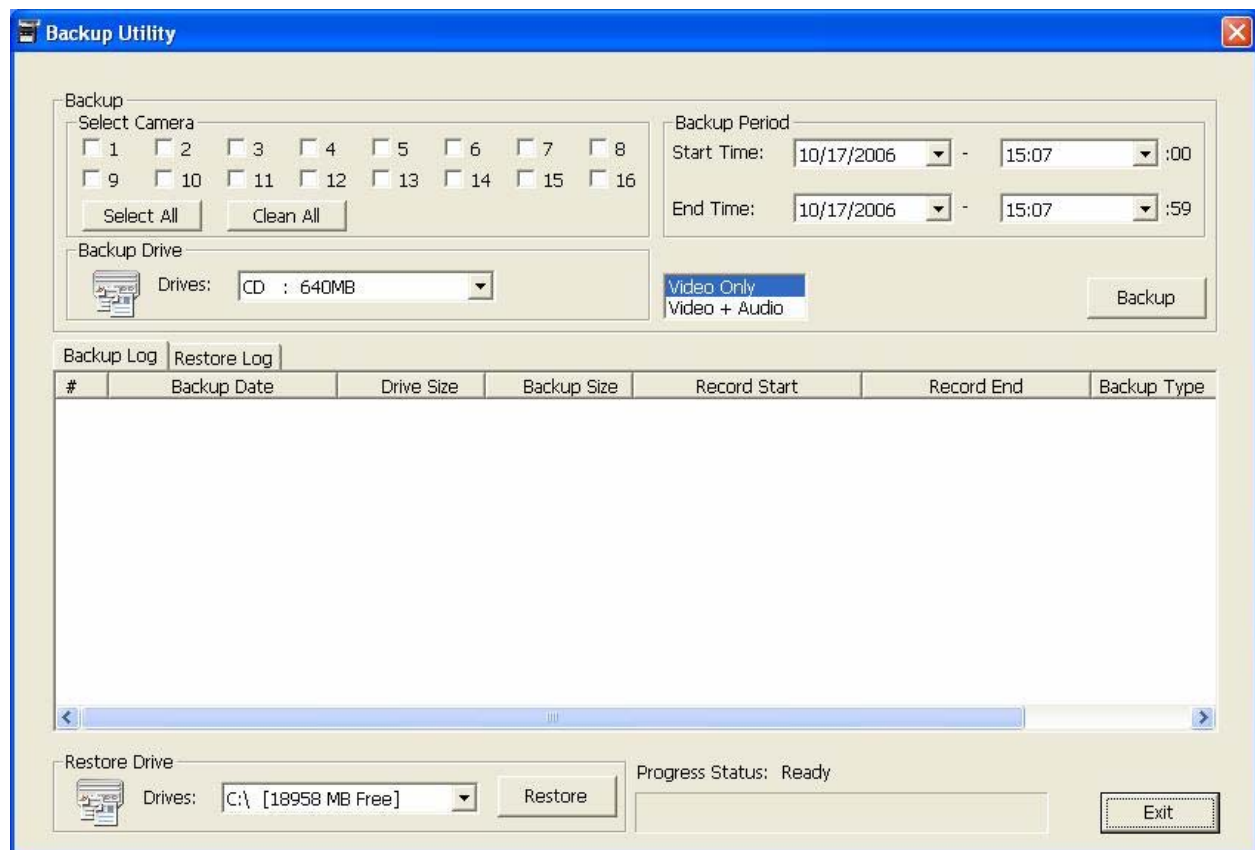 Backup Utility
Backup
Select Camera
1 2 3 4 5 6 7 8
9 10 11 12 13 14 15 16
Select All Clean All
Backup Period
Start Time: 10/17/2006 - 15:07 :00
End Time: 10/17/2006 - 15:07 :59
Backup Drive
Drives: CD : 640MB
Video Only
Video + Audio
Backup
Backup Log Restore Log
# Backup Date Drive Size Backup Size Record Start Record End Backup Type
Restore Drive
Drives: C:\ [18958 MB Free] Restore
Progress Status: Ready
Exit